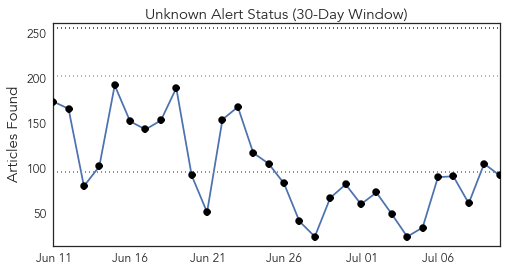 Unknown Alert Status (30-Day Window)
Articles Found
250
200
150
100
50
Jun 11 Jun 16 Jun 21 Jun 26 Jul 01 Jul 06